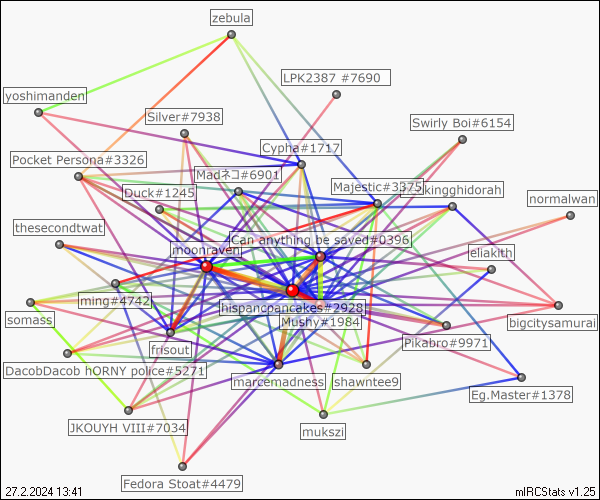 zebula
LPK2387 #7690
yoshimanden
Silver#7938
Swirly Boi#6154
Cypha#1717
Pocket Persona#3326
Madネコ#6901
Majestic#3375
kingghidorah
Duck#1245
normalwan
thesecondtwat
Can anything be saved#0396
moonraven
eliakith
ming#4742
hispancpancakes#2928
somass
Mushy#1984
bigcitysamurai
frisout
Pikabro#9971
DacobDacob hORNY police#5271
marcemadness
shawntee9
Eg.Master#1378
JKOUYH VIII#7034
mukszi
Fedora Stoat#4479
27.2.2024 13:41
mIRCStats v1.25